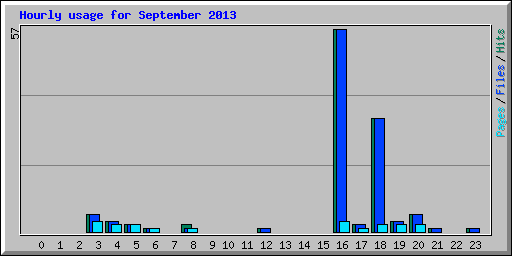 Hourly usage for September 2013
57
Pages/Files/Hits
0 1 2 3 4 5 6 7 8 9 10 11 12 13 14 15 16 17 18 19 20 21 22 23